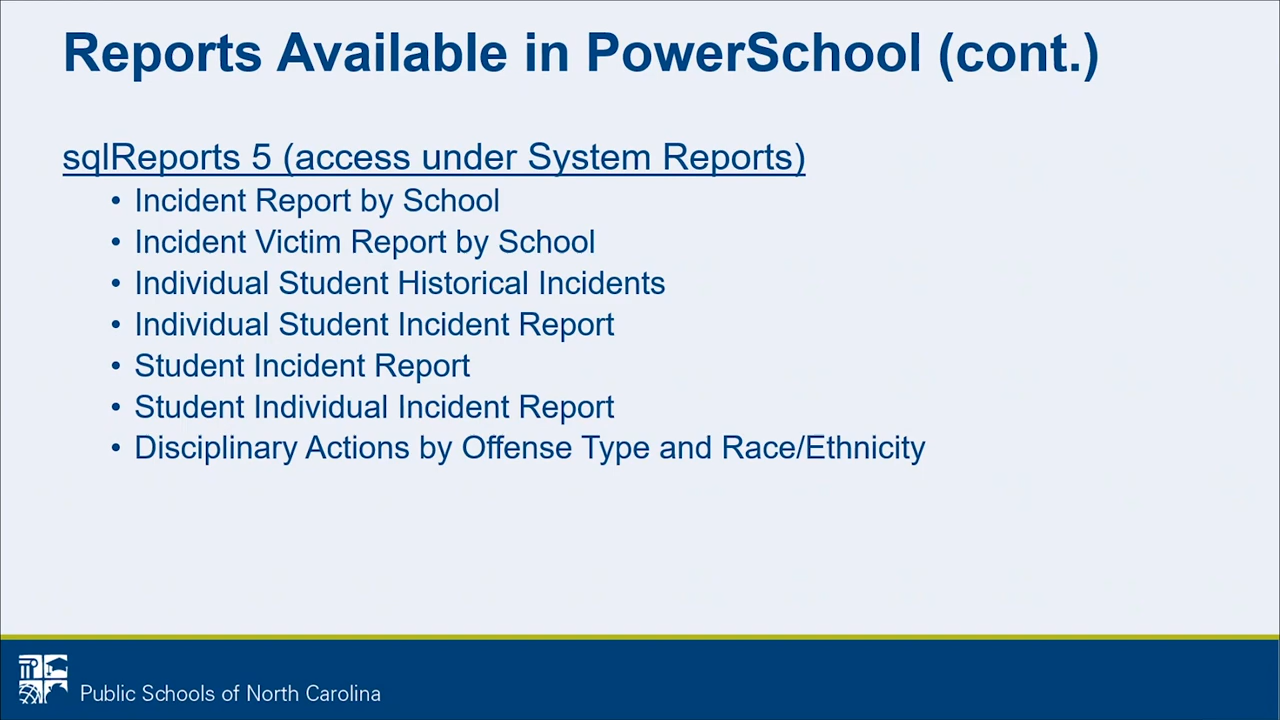 Reports Available in PowerSchool (cont.)
sqlReports 5 (access under System Reports)
• Incident Report by School
• Incident Victim Report by School
• Individual Student Historical Incidents
• Individual Student Incident Report
• Student Incident Report
• Student Individual Incident Report
• Disciplinary Actions by Offense Type and Race/Ethnicity
Public Schools of North Carolina